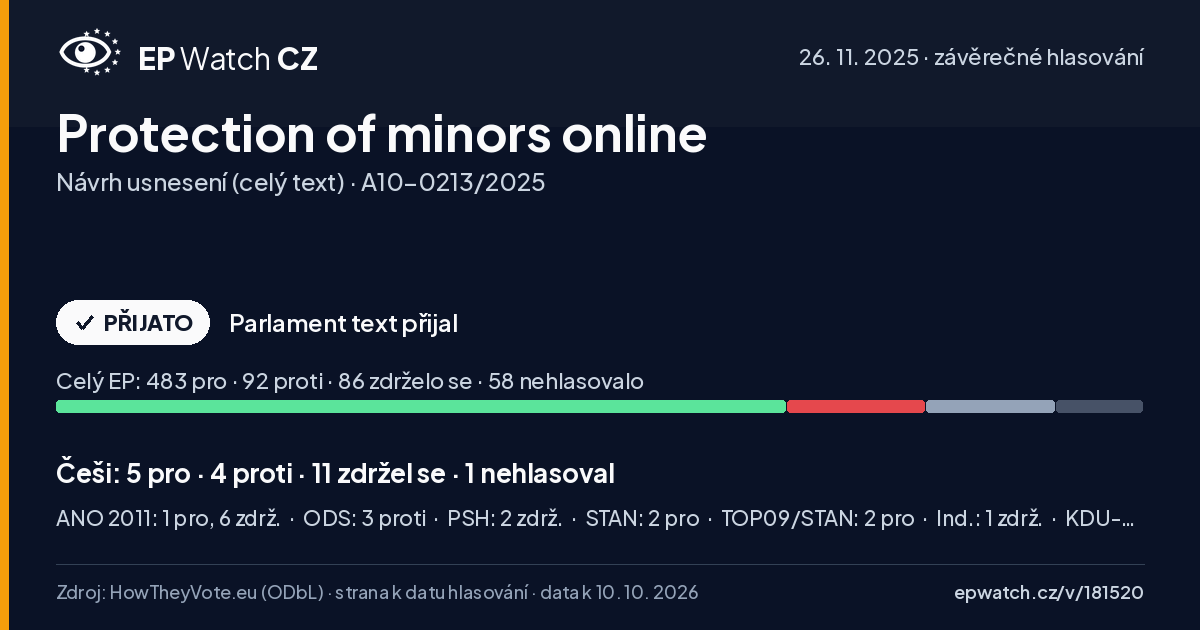 EP Watch CZ
26. 11. 2025 · závěrečné hlasování
Protection of minors online
Návrh usnesení (celý text) · A10-0213/2025
✓ PŘIJATO
Parlament text přijal
Celý EP: 483 pro · 92 proti · 86 zdrželo se · 58 nehlasovalo
Češi: 5 pro · 4 proti · 11 zdržel se · 1 nehlasoval
ANO 2011: 1 pro, 6 zdrž. · ODS: 3 proti · PSH: 2 zdrž. · STAN: 2 pro · TOP09/STAN: 2 pro · Ind.: 1 zdrž. · KDU-...
Zdroj: HowTheyVote.eu (ODbL) · strana k datu hlasování · data k 10. 10. 2026
epwatch.cz/v/181520